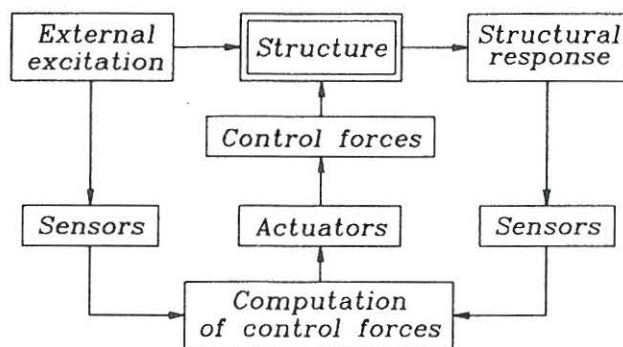 External
excitation
Structure
Structural
response
Control forces
Sensors
Actuators
Sensors
Computation
of control forces